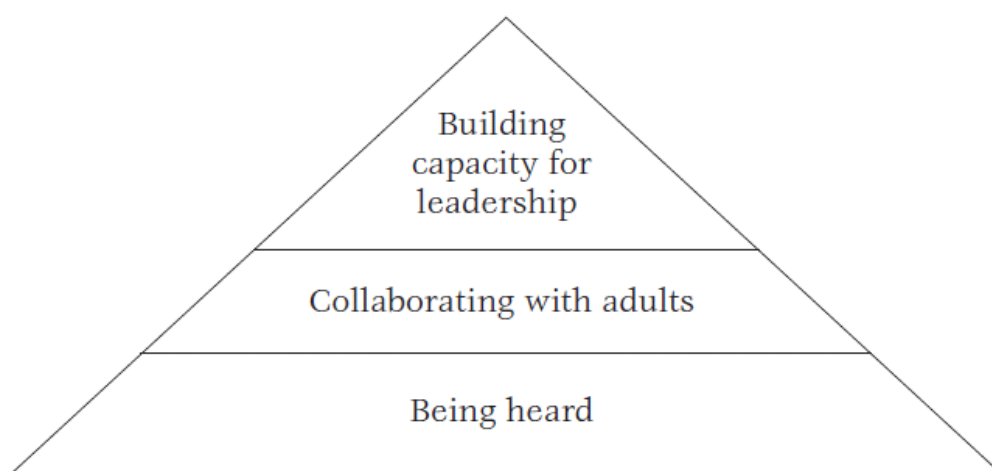 Building
capacity for
leadership
Collaborating with adults
Being heard